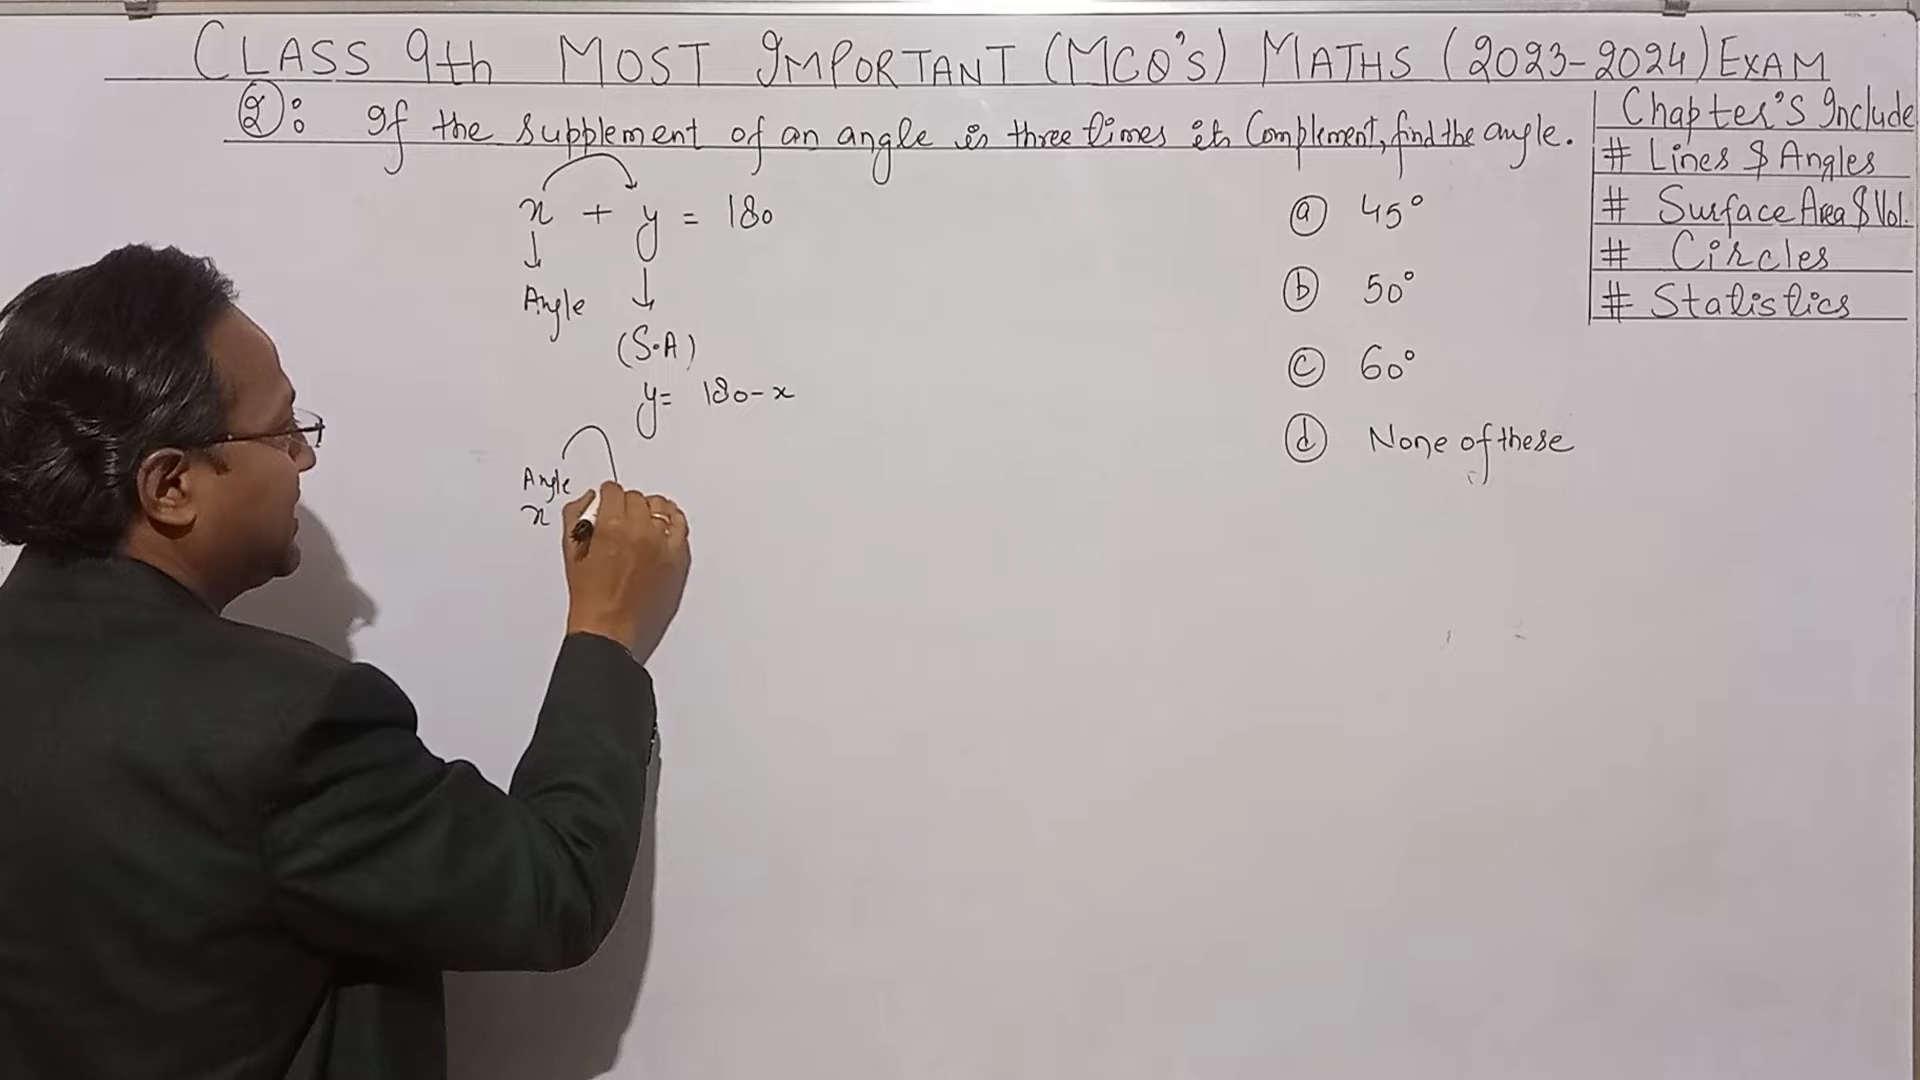 CLASS 9th MOST IMPORTANT (MCQ's) MATHS (2023-2024) EXAM
Q: If the supplement of an angle is three times its Complement, find the angle.
x + y = 180
Angle
(S.A)
y= 180-x
Angle
x
(a) 45°
(b) 50°
(c) 60°
(d) None of these
Chapter's Include
# Lines & Angles
# Surface Area & Vol.
# Circles
# Statistics